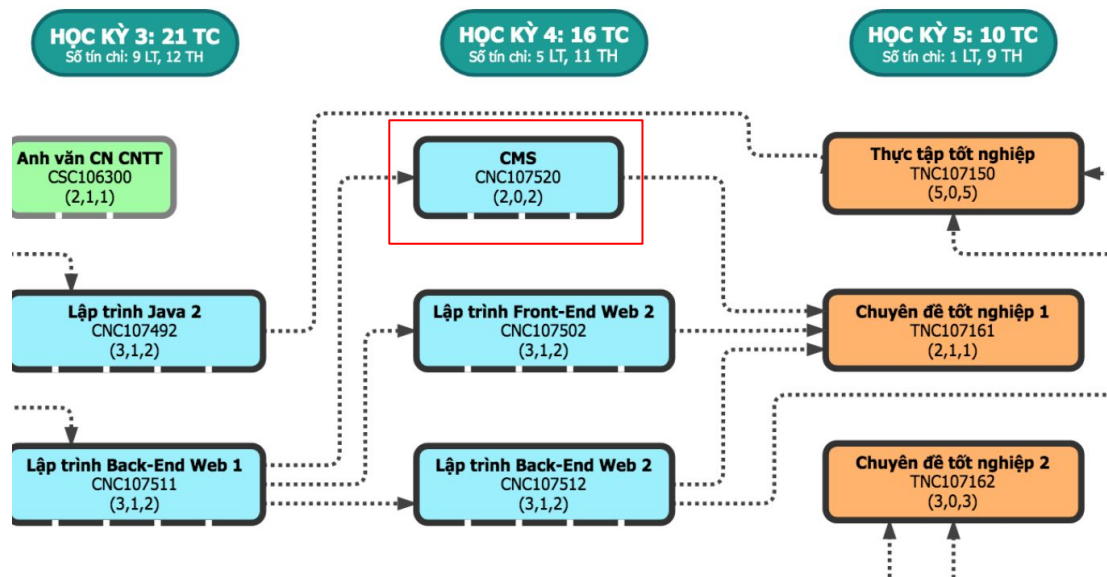 HỌC KỲ 3: 21 TC
Số tín chỉ: 9 LT, 12 TH
HỌC KỲ 4: 16 TC
Số tín chỉ: 5 LT, 11 TH
HỌC KỲ 5: 10 TC
Số tín chỉ: 1 LT, 9 TH
Anh văn CN CNTT
CSC106300
(2,1,1)
CMS
CNC107520
(2,0,2)
Thực tập tốt nghiệp
TNC107150
(5,0,5)
Lập trình Java 2
CNC107492
(3,1,2)
Lập trình Front-End Web 2
CNC107502
(3,1,2)
Chuyên đề tốt nghiệp 1
TNC107161
(2,1,1)
Lập trình Back-End Web 1
CNC107511
(3,1,2)
Lập trình Back-End Web 2
CNC107512
(3,1,2)
Chuyên đề tốt nghiệp 2
TNC107162
(3,0,3)